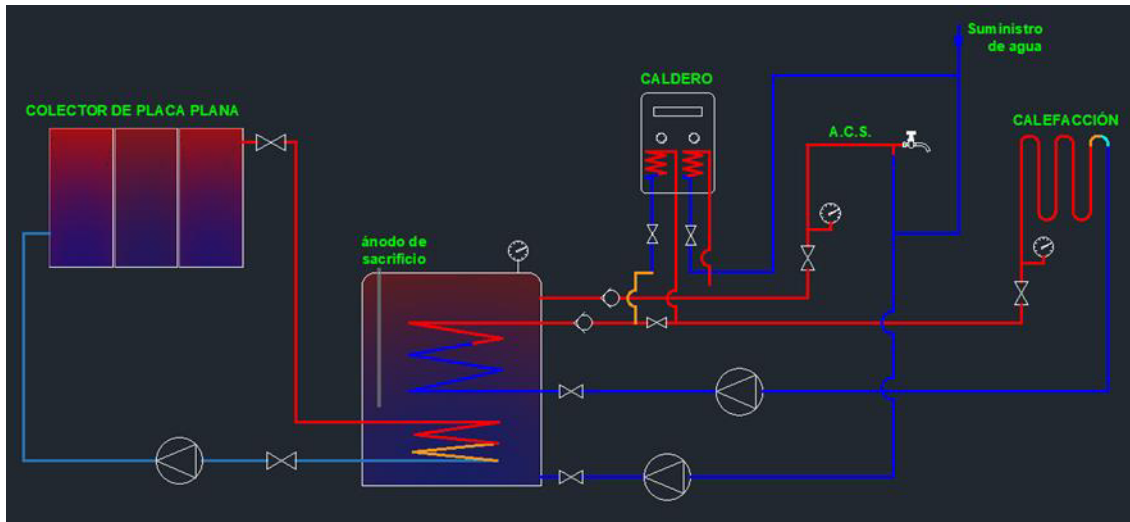 Suministro
de agua
CALDERO
COLECTOR DE PLACA PLANA
A.C.S.
CALEFACCIÓN
ánodo de
sacrificio